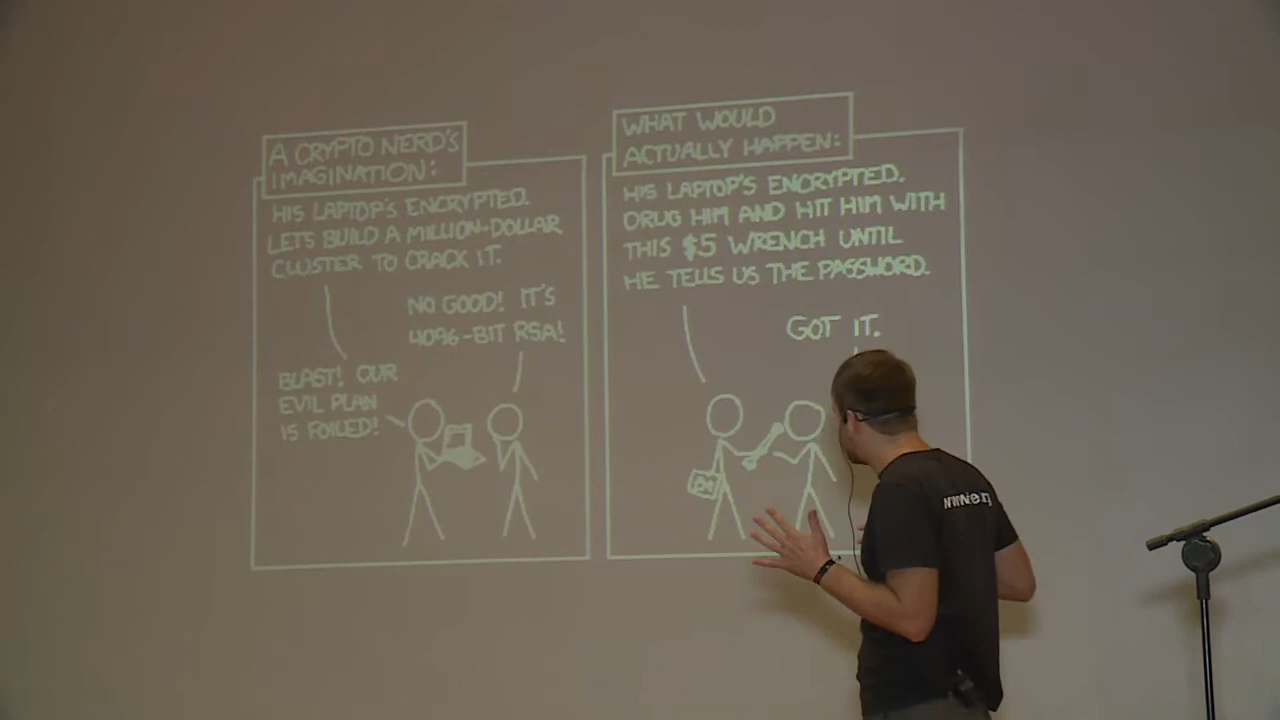 A CRYPTO NERD'S
IMAGINATION:
HIS LAPTOP'S ENCRYPTED.
LETS BUILD A MILLION-DOLLAR
CLUSTER TO CRACK IT.
NO GOOD! IT'S
4096-BIT RSA!
BLAST! OUR
EVIL PLAN
IS FOILED!
WHAT WOULD
ACTUALLY HAPPEN:
HIS LAPTOP'S ENCRYPTED.
DRUG HIM AND HIT HIM WITH
THIS $5 WRENCH UNTIL
HE TELLS US THE PASSWORD.
GOT IT.